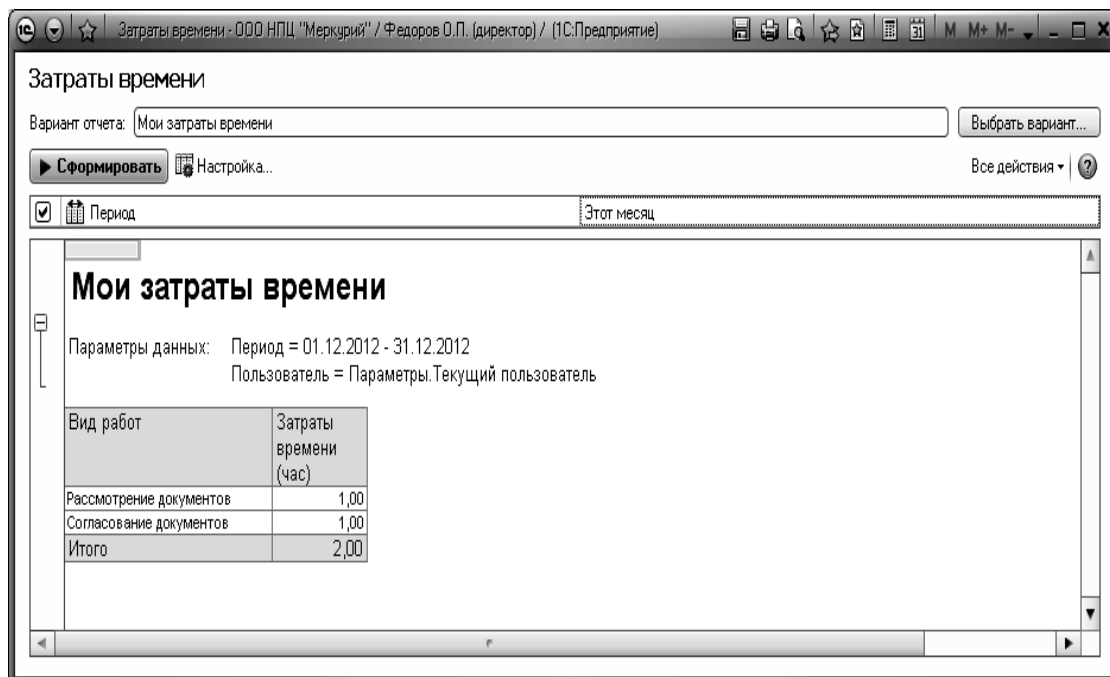 1С Затраты времени - ООО НПЦ "Меркурий" / Федоров О.П. (директор) / (1С:Предприятие) 31 M M+ M-
Затраты времени
Вариант отчета: Мои затраты времени Выбрать вариант...
Сформировать Настройка... Все действия ?
Период Этот месяц
Мои затраты времени
Параметры данных: Период = 01.12.2012 - 31.12.2012
Пользователь = Параметры.Текущий пользователь
Вид работ Затраты
времени
(час)
Рассмотрение документов 1,00
Согласование документов 1,00
Итого 2,00